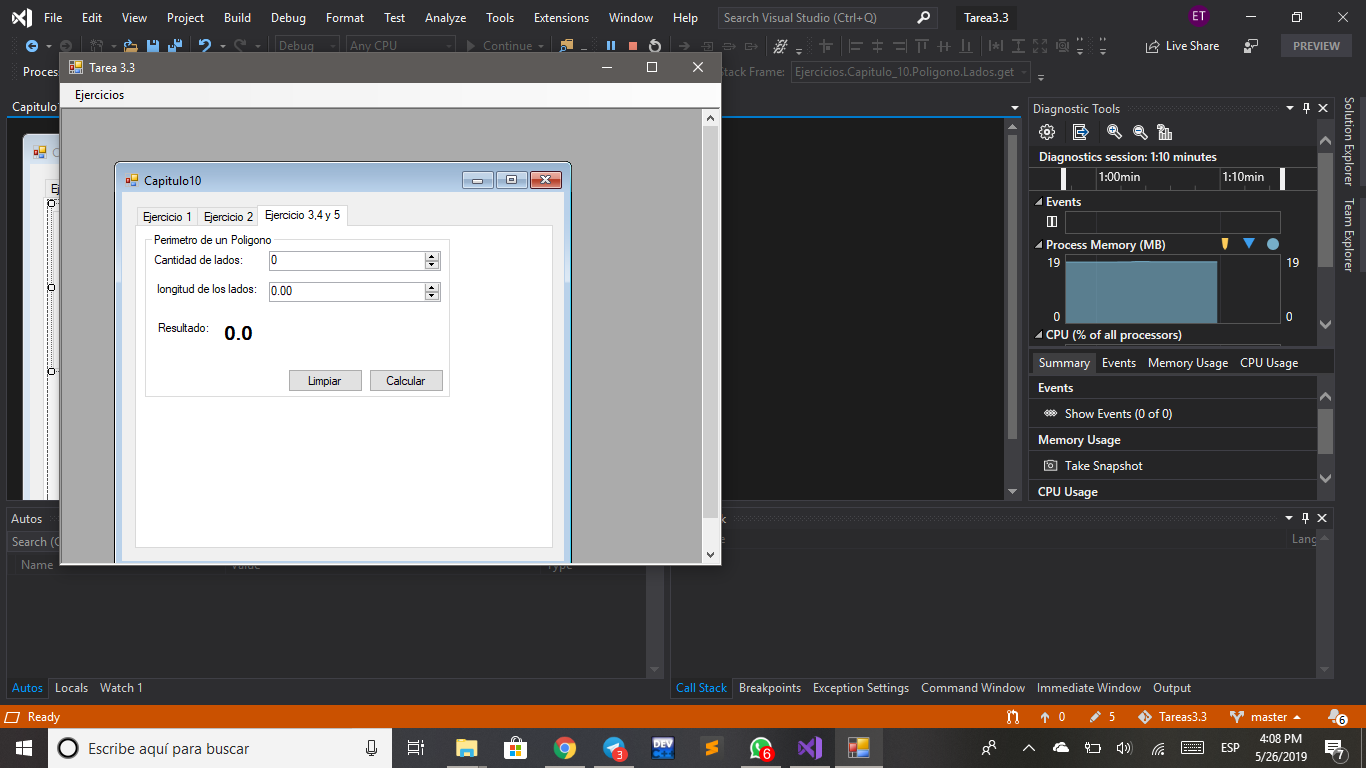 File Edit View Project Build Debug Format Test Analyze Tools Extensions Window Help Search Visual Studio (Ctrl+Q) Tarea3.3 ET
Debug Any CPU Continue Live Share PREVIEW
Proces
Tarea 3.3
Stack Frame: Ejercicios.Capitulo_10.Poligono.Lados.get
Ejercicios
Capitulo
Capitulo10
Ejercicio 1 Ejercicio 2 Ejercicio 3,4 y 5
Perimetro de un Poligono
Cantidad de lados: 0
longitud de los lados: 0.00
Resultado: 0.0
Limpiar Calcular
Diagnostic Tools
Diagnostics session: 1:10 minutes
1:00min 1:10min
Events
Process Memory (MB)
19 19
0 0
CPU (% of all processors)
Summary Events Memory Usage CPU Usage
Events
Show Events (0 of 0)
Memory Usage
Take Snapshot
CPU Usage
Solution Explorer
Team Explorer
Autos
Search (C
Name Value Type
Lang
Autos Locals Watch 1
Call Stack Breakpoints Exception Settings Command Window Immediate Window Output
Ready 0 5 Tareas3.3 master 6
Escribe aquí para buscar 3 DEV 6 ESP 4:08 PM
5/26/2019 7